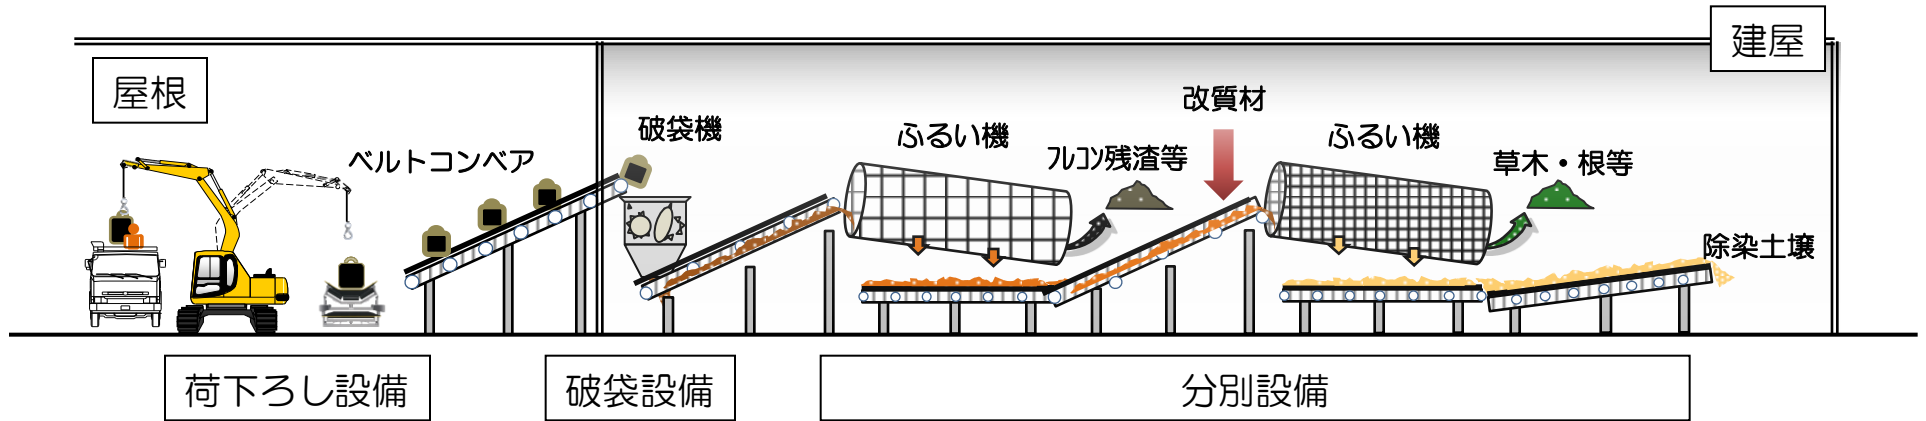 建屋
屋根
改質材
破袋機
ふるい機
ふるい機
ベルトコンベア
フレコン残渣等
草木・根等
除染土壌
荷下ろし設備
破袋設備
分別設備